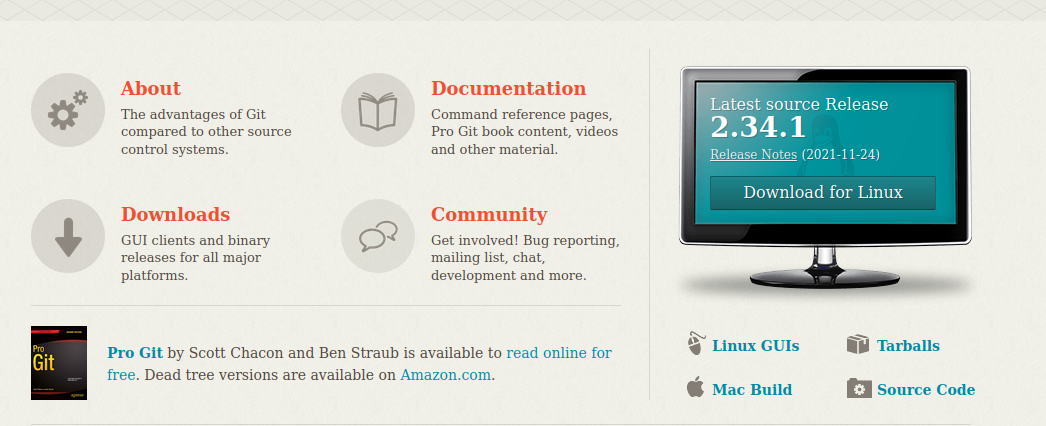 About
The advantages of Git
compared to other source
control systems.
Documentation
Command reference pages,
Pro Git book content, videos
and other material.
Downloads
GUI clients and binary
releases for all major
platforms.
Community
Get involved! Bug reporting,
mailing list, chat,
development and more.
Pro
Git
Pro Git by Scott Chacon and Ben Straub is available to read online for
free. Dead tree versions are available on Amazon.com.
Latest source Release
2.34.1
Release Notes (2021-11-24)
Download for Linux
Linux GUIs
Tarballs
Mac Build
Source Code